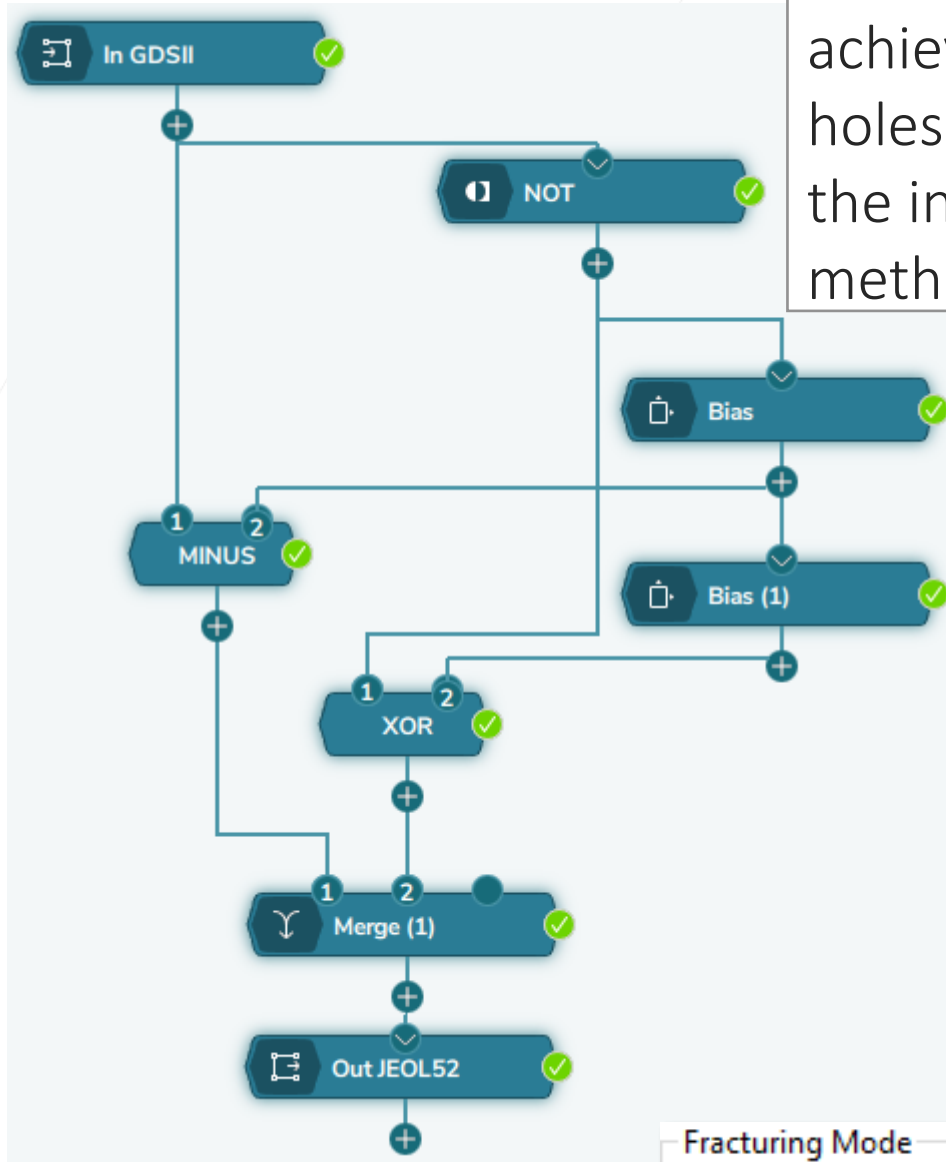 In GDSII
achiev
holes
the in
meth
NOT
Bias
1
2
MINUS
Bias (1)
1
2
XOR
1
2
Merge (1)
Out JEOL52
Fracturing Mode